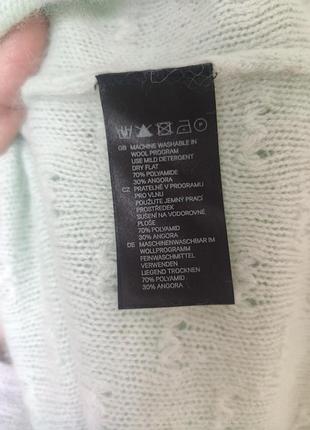 GB MACHINE WASHABLE IN
WOOL PROGRAM
USE MILD DETERGENT
DRY FLAT
70% POLYAMIDE
30% ANGORA
CZ PRATELNÉ V PROGRAMU
PRO VLNU
POUŽIJTE JEMNÝ PRACÍ
PROSTŘEDEK
SUŠENÍ NA VODOROVNÉ
PLOŠE
70% POLYAMID
30% ANGORA
DE MASCHINENWASCHBAR IM
WOLLPROGRAMM
FEINWASCHMITTEL
VERWENDEN
LIEGEND TROCKNEN
70% POLYAMID
30% ANGORA